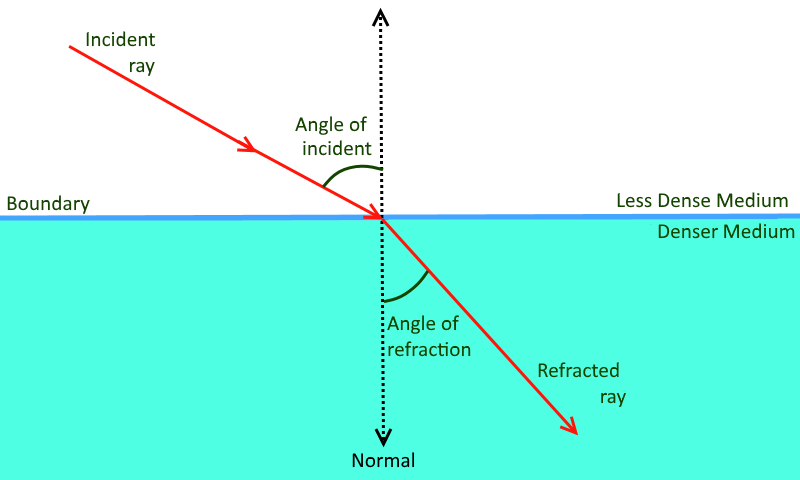 Incident
ray
Angle of
incident
Boundary
Less Dense Medium
Denser Medium
Angle of
refraction
Refracted
ray
Normal